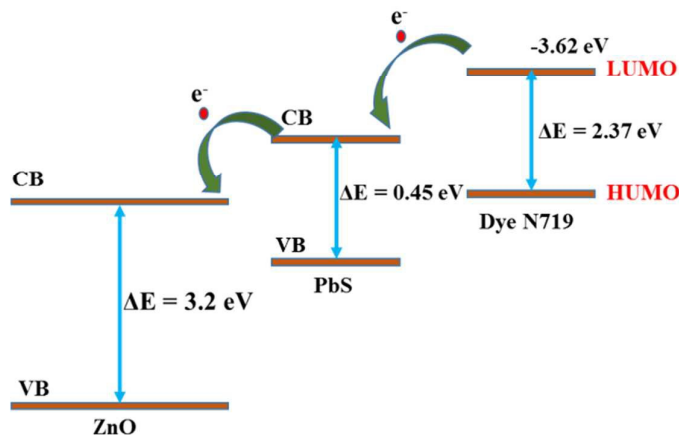 e⁻
-3.62 eV
LUMO
e⁻
CB
ΔE = 2.37 eV
CB
ΔE = 0.45 eV
HUMO
Dye N719
VB
PbS
ΔE = 3.2 eV
VB
ZnO